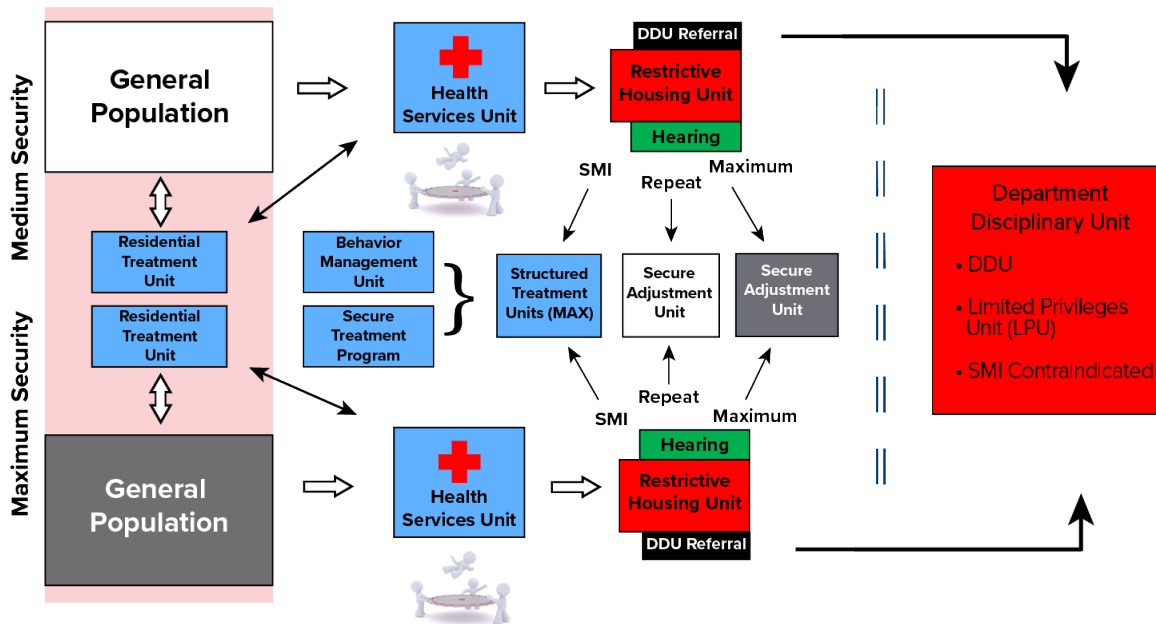 Medium Security
General
Population
Health
Services Unit
DDU Referral
Restrictive
Housing Unit
Hearing
SMI
Repeat
Maximum
Residential
Treatment
Unit
Behavior
Management
Unit
Structured
Treatment
Units (MAX)
Secure
Adjustment
Unit
Secure
Adjustment
Unit
Department
Disciplinary Unit
• DDU
• Limited Privileges
Unit (LPU)
• SMI Contraindicated
Maximum Security
Residential
Treatment
Unit
Secure
Treatment
Program
SMI
Repeat
Maximum
General
Population
Health
Services Unit
Hearing
Restrictive
Housing Unit
DDU Referral